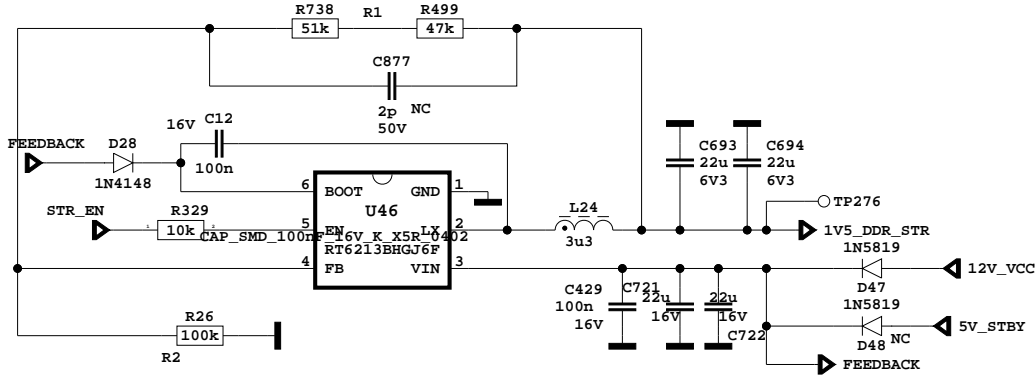 R738 R1 R499
51k 47k
C877
2p NC
50V
16V C12
FEEDBACK D28
100n
1N4148
C693 C694
22u 22u
6V3 6V3
6 BOOT GND 1
STR_EN R329 U46 L24 TP276
1 10k 2 5 EN LX 2 3u3 1V5_DDR_STR
CAP_SMD_100nF_16V_K_X5R_0402
RT6213BHGJ6F
4 FB VIN 3
1N5819
12V_VCC
D47
C429 C721 22u 22u
100n 16V 16V
16V
1N5819
5V_STBY
C722 D48 NC
R26
100k
R2
FEEDBACK